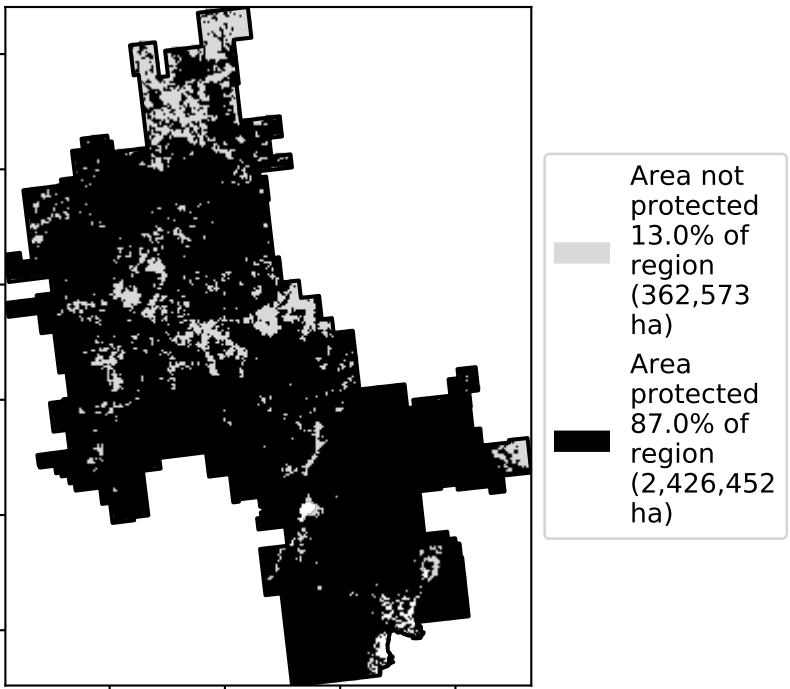 Area not
protected
13.0% of
region
(362,573
ha)
Area
protected
87.0% of
region
(2,426,452
ha)